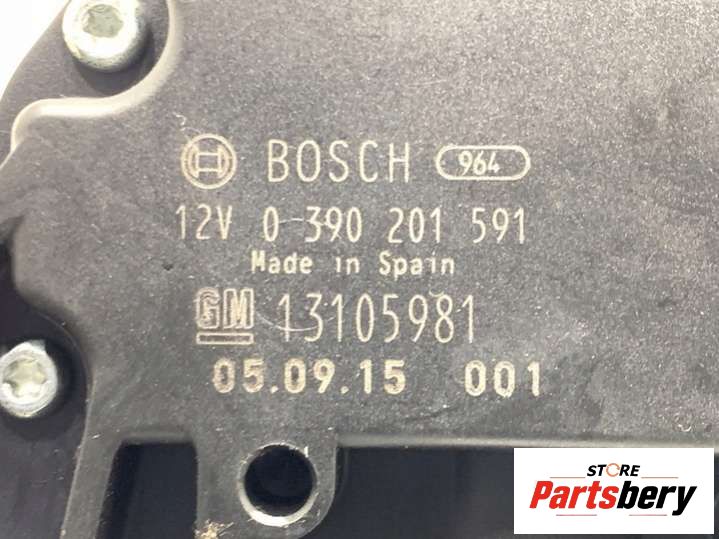 BOSCH 964
12V 0 390 201 591
Made in Spain
GM 13105981
05.09.15 001
STORE
Partsbery